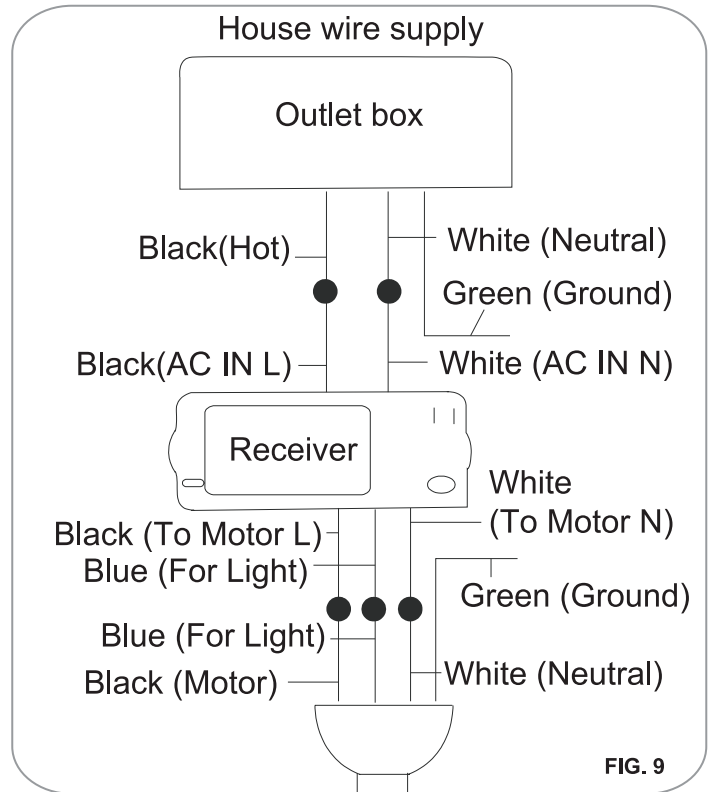 House wire supply
Outlet box
Black(Hot)
White (Neutral)
Green (Ground)
Black(AC IN L)
White (AC IN N)
Receiver
White
(To Motor N)
Black (To Motor L)
Blue (For Light)
Green (Ground)
Blue (For Light)
Black (Motor)
White (Neutral)
FIG. 9